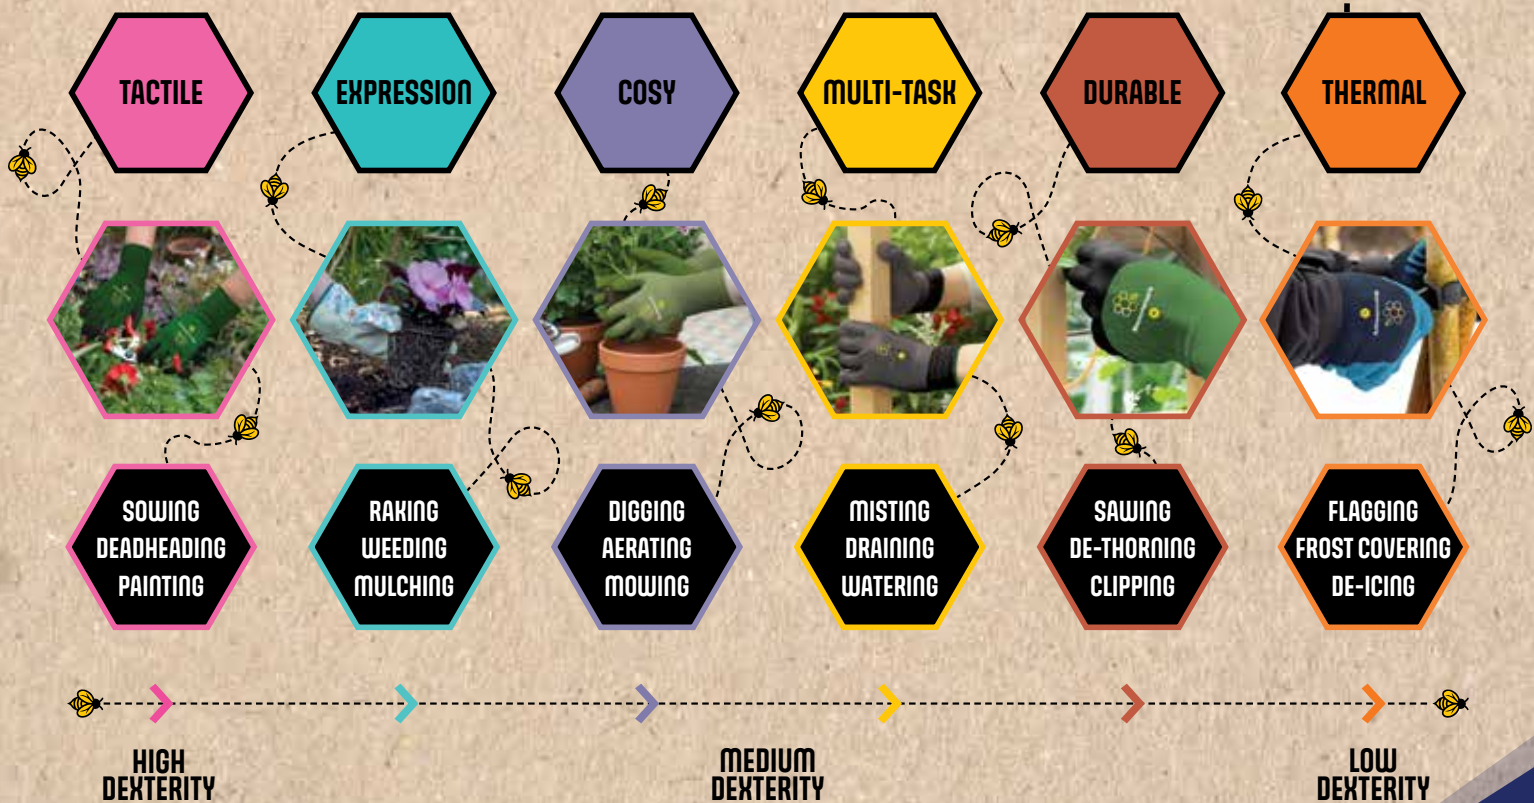 TACTILE
EXPRESSION
COSY
MULTI-TASK
DURABLE
THERMAL
SOWING
DEADHEADING
PAINTING
RAKING
WEEDING
MULCHING
DIGGING
AERATING
MOWING
MISTING
DRAINING
WATERING
SAWING
DE-THORNING
CLIPPING
FLAGGING
FROST COVERING
DE-ICING
HIGH
DEXTERITY
MEDIUM
DEXTERITY
LOW
DEXTERITY